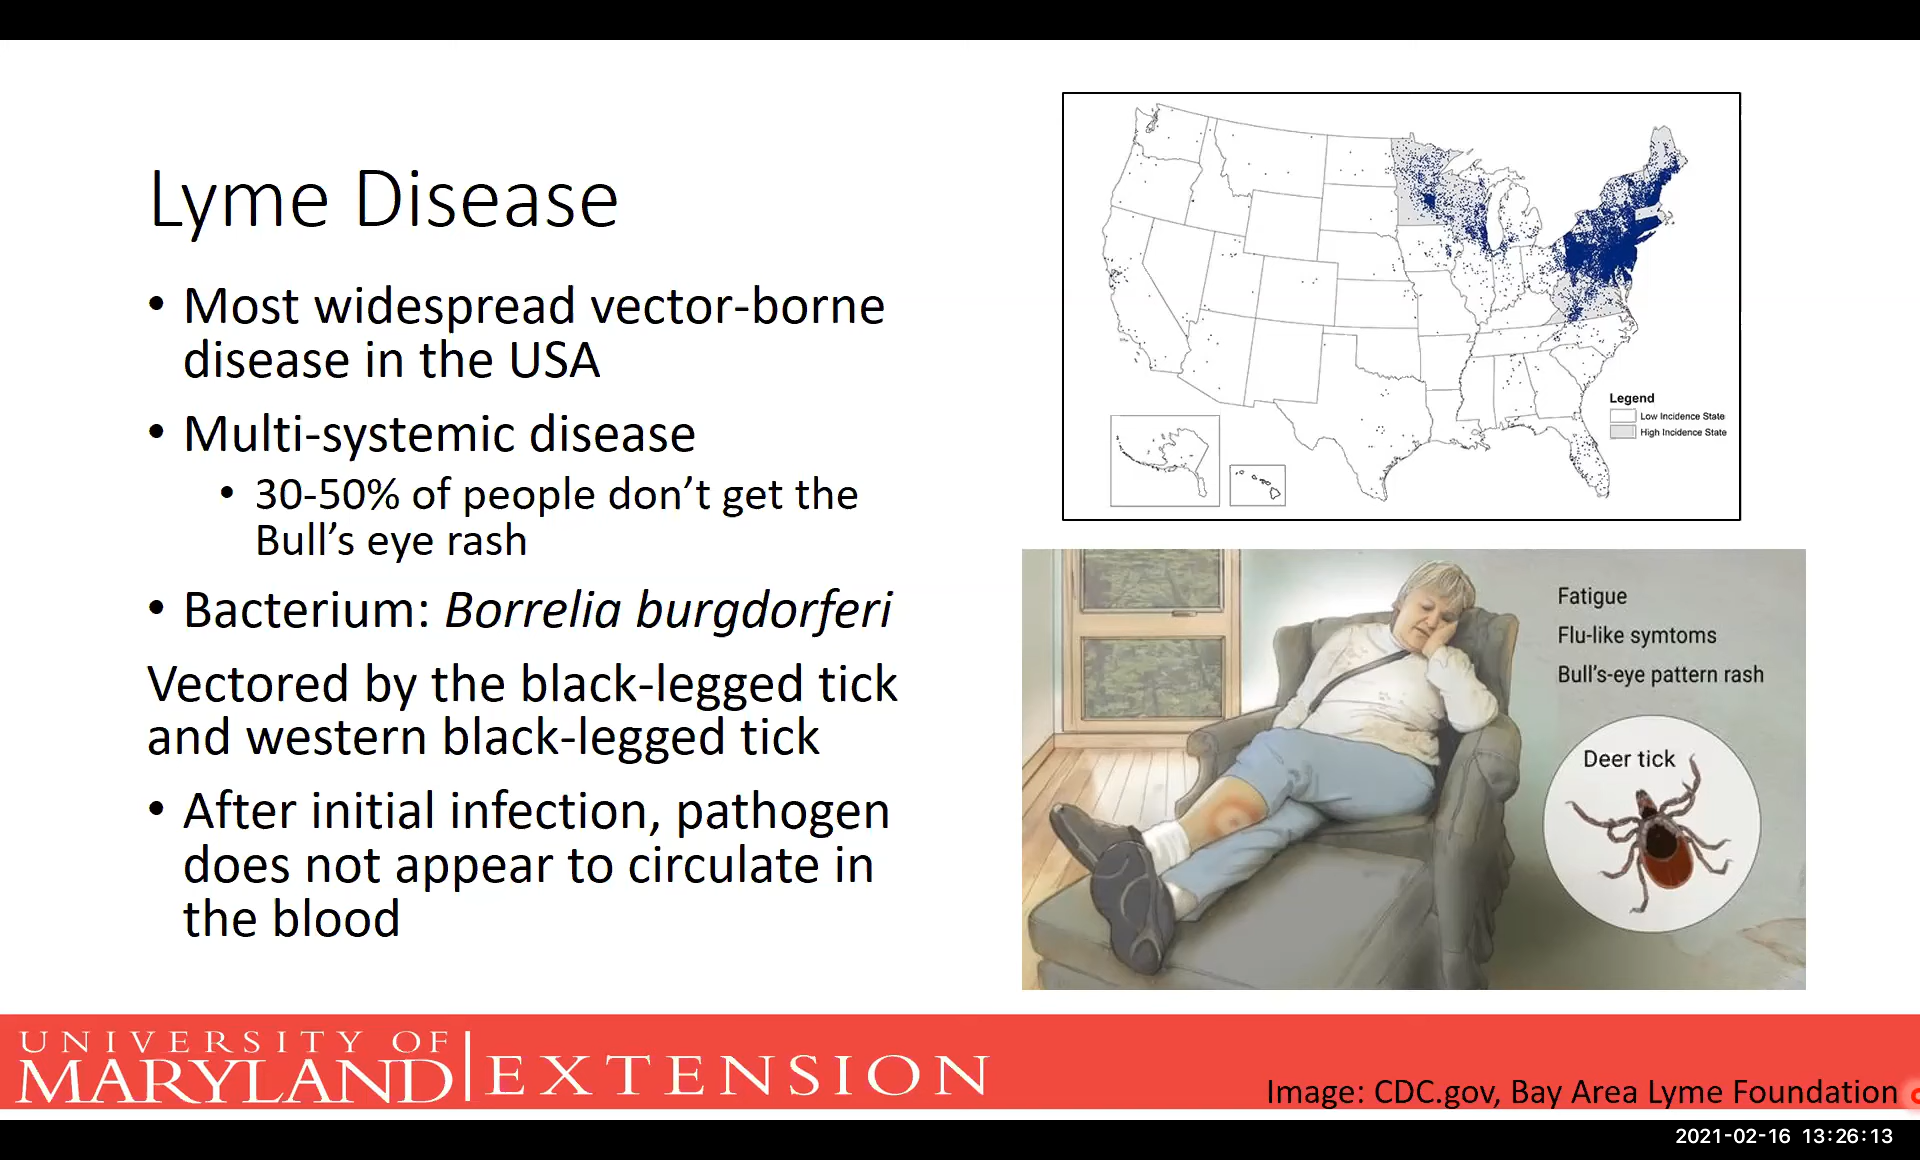 Lyme Disease
• Most widespread vector-borne
disease in the USA
• Multi-systemic disease
• 30-50% of people don’t get the
Bull’s eye rash
• Bacterium: Borrelia burgdorferi
Vectored by the black-legged tick
and western black-legged tick
• After initial infection, pathogen
does not appear to circulate in
the blood
Legend
Low Incidence State
High Incidence State
Fatigue
Flu-like symtoms
Bull’s-eye pattern rash
Deer tick
UNIVERSITY OF
MARYLAND
EXTENSION
Image: CDC.gov, Bay Area Lyme Foundation
2021-02-16 13:26:13